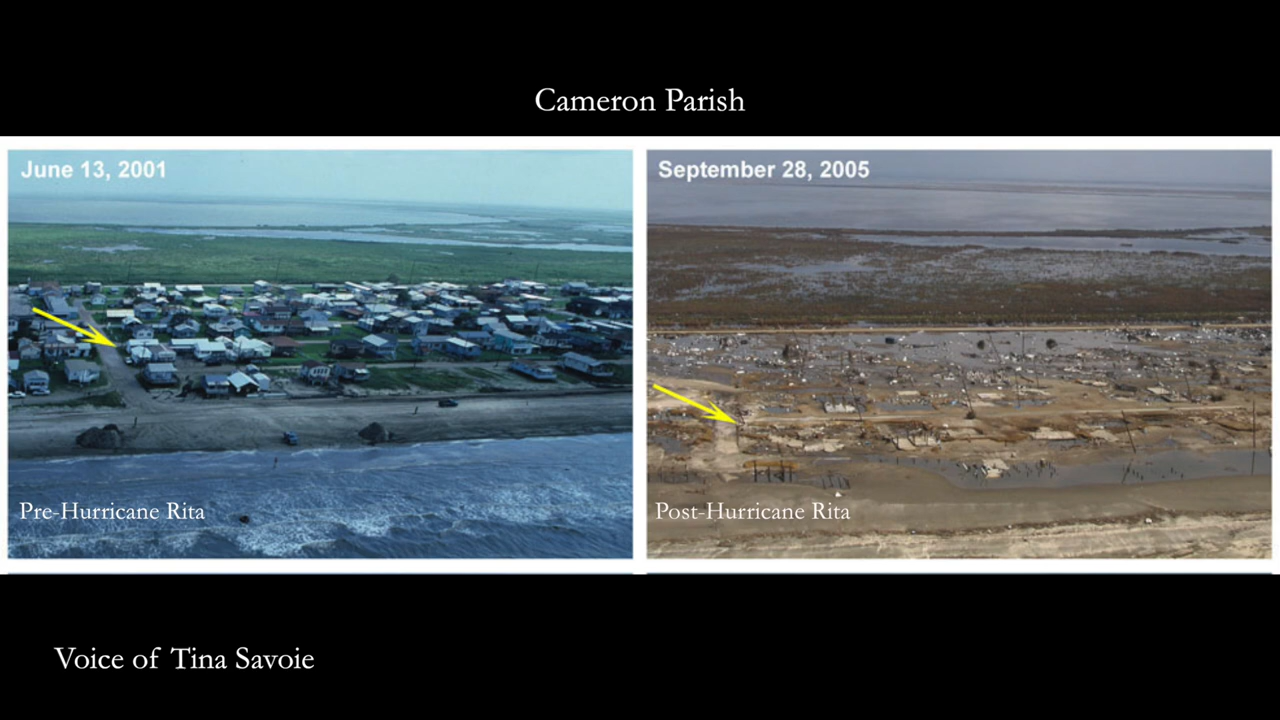 Cameron Parish
June 13, 2001
September 28, 2005
Pre-Hurricane Rita
Post-Hurricane Rita
Voice of Tina Savoie